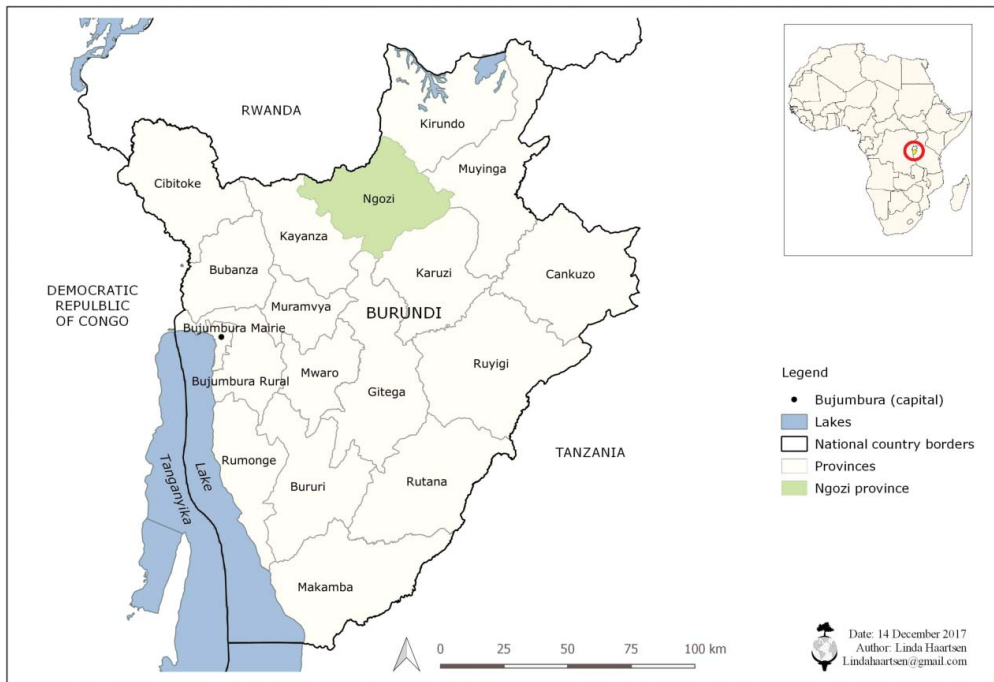 RWANDA
Kirundo
Cibitoke
Muyinga
Ngozi
Kayanza
Bubanza
Karuzi
Cankuzo
DEMOCRATIC
REPULBLIC
OF CONGO
Muramvya
BURUNDI
Bujumbura Mairie
Bujumbura Rural
Mwaro
Gitega
Ruyigi
TANZANIA
Rumonge
Bururi
Rutana
Lake
Tanganyika
Makamba
Legend
Bujumbura (capital)
Lakes
National country borders
Provinces
Ngozi province
0 25 50 75 100 km
Date: 14 December 2017
Author: Linda Haartsen
Lindahaartsen@gmail.com